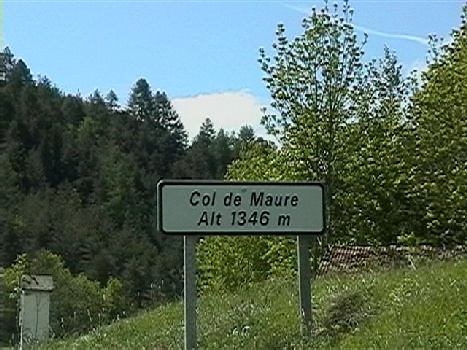 Col de Maure
Alt 1346 m